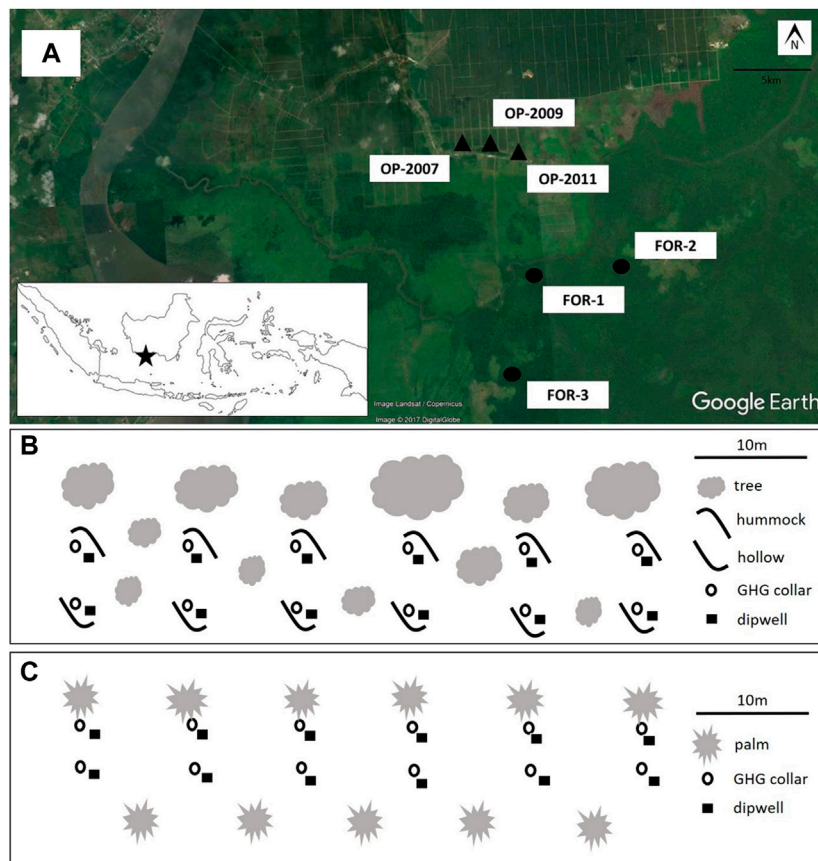 A
N
5km
OP-2009
OP-2007
OP-2011
FOR-2
FOR-1
FOR-3
Image Landsat / Copernicus
Image © 2017 DigitalGlobe
Google Earth
B
10m
tree
hummock
hollow
GHG collar
dipwell
C
10m
palm
GHG collar
dipwell